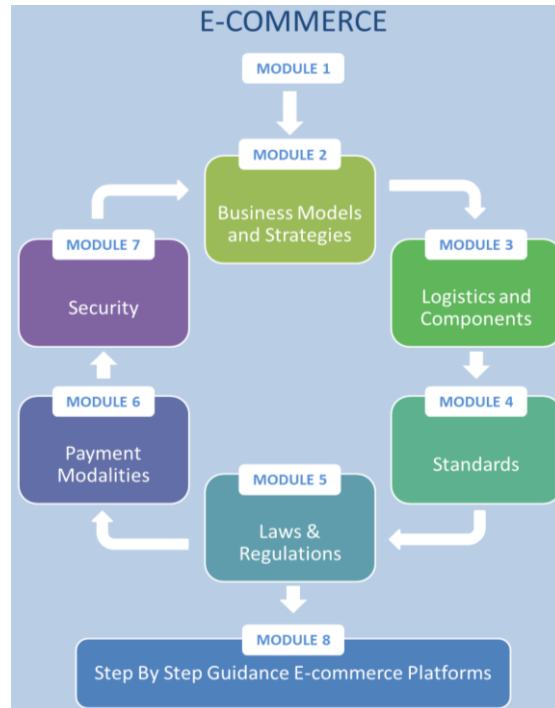 E-COMMERCE
MODULE 1
MODULE 2
Business Models
and Strategies
MODULE 3
Logistics and
Components
MODULE 4
Standards
MODULE 5
Laws &
Regulations
MODULE 6
Payment
Modalities
MODULE 7
Security
MODULE 8
Step By Step Guidance E-commerce Platforms